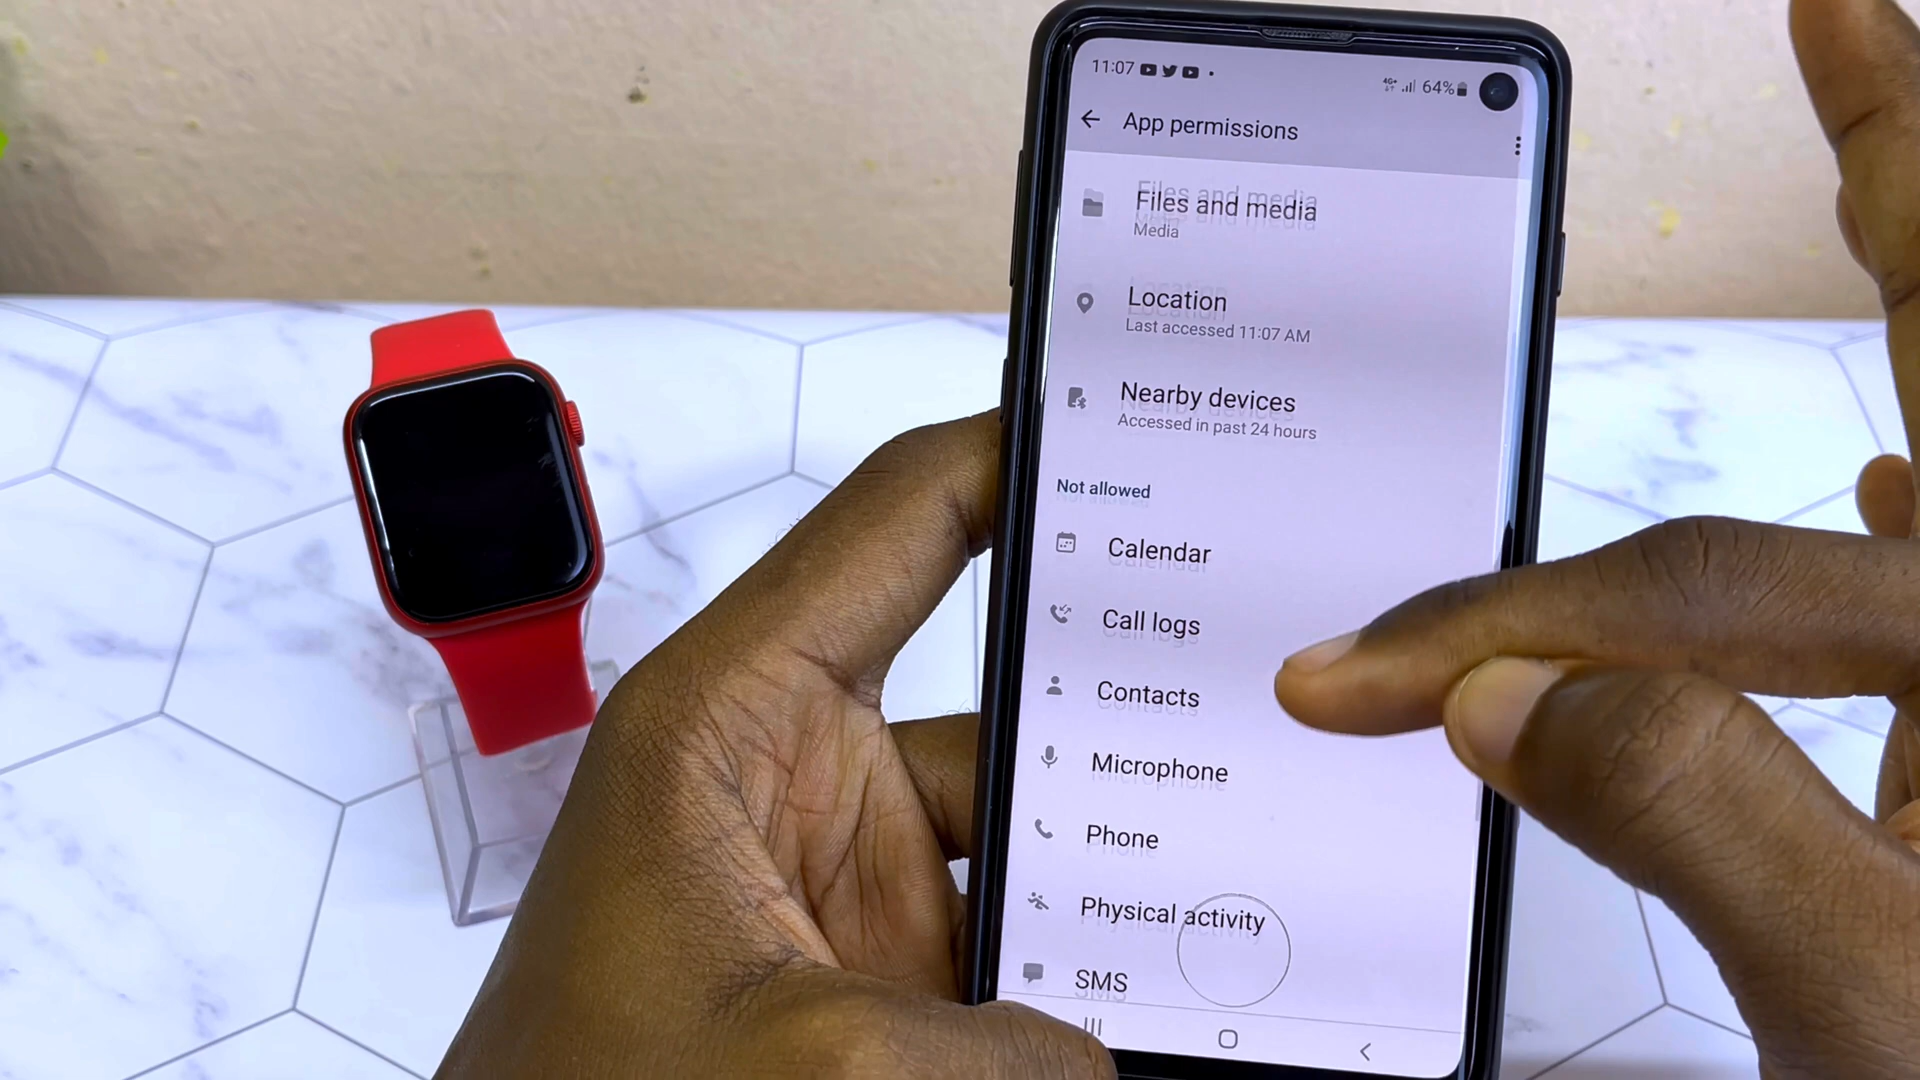 11:07 4G+ 64%
App permissions
Files and media
Media
Location
Last accessed 11:07 AM
Nearby devices
Accessed in past 24 hours
Not allowed
Calendar
Call logs
Contacts
Microphone
Phone
Physical activity
SMS